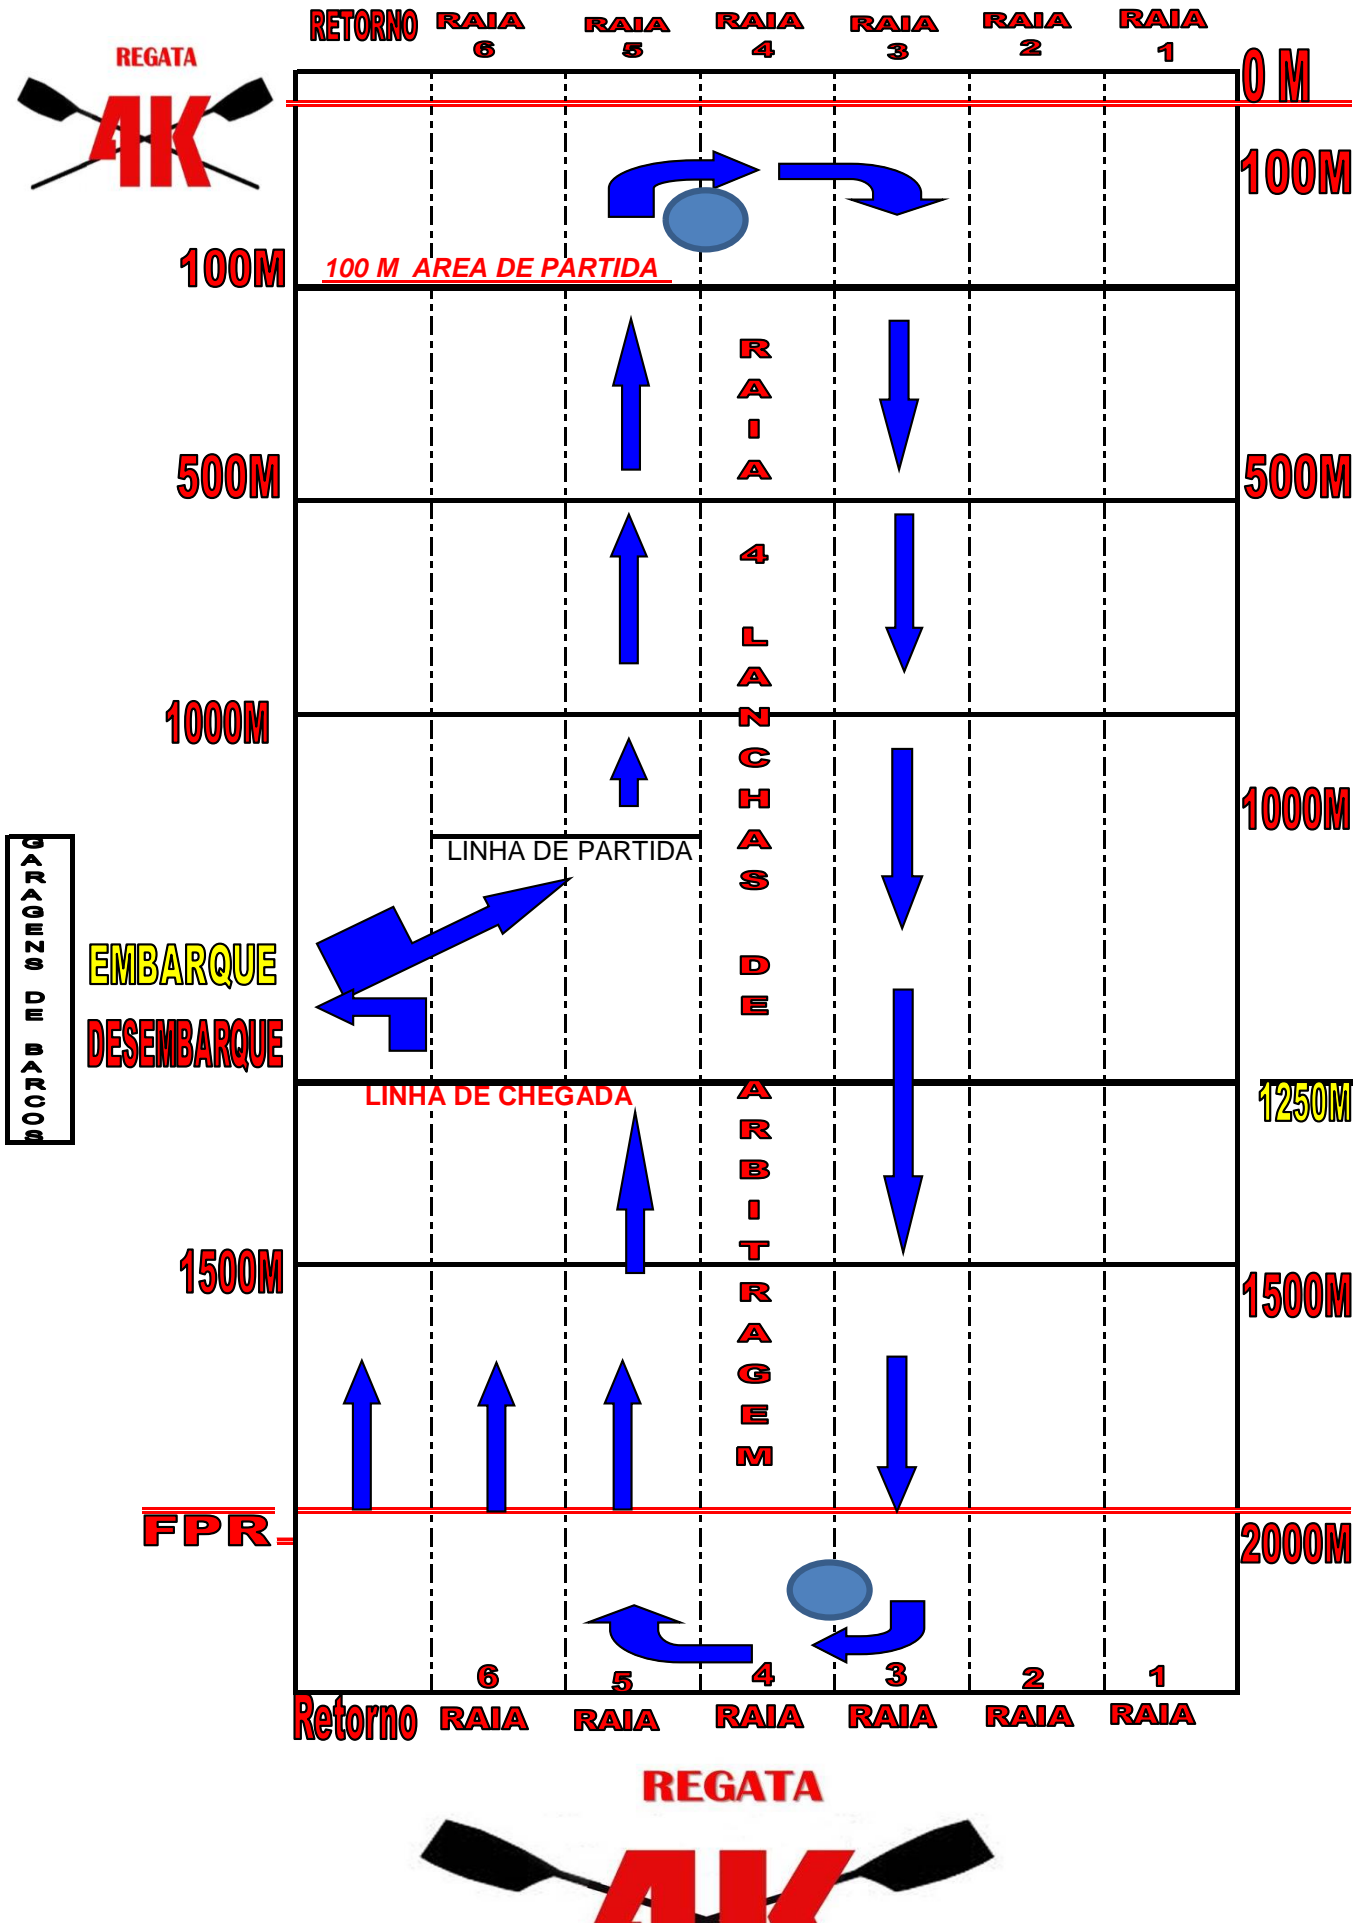 RETORNO
RAIA 6
RAIA 5
RAIA 4
RAIA 3
RAIA 2
RAIA 1
REGATA
4K
0 M
100M
100M
100 M AREA DE PARTIDA
500M
500M
1000M
1000M
RAIA 4 LANCHAS DE ARBITRAGEM
LINHA DE PARTIDA
GARAGENS DE BARCOS
EMBARQUE
DESEMBARQUE
LINHA DE CHEGADA
1250M
1500M
1500M
FPR
2000M
6
5
4
3
2
1
Retorno
RAIA
RAIA
RAIA
RAIA
RAIA
RAIA
REGATA
4K